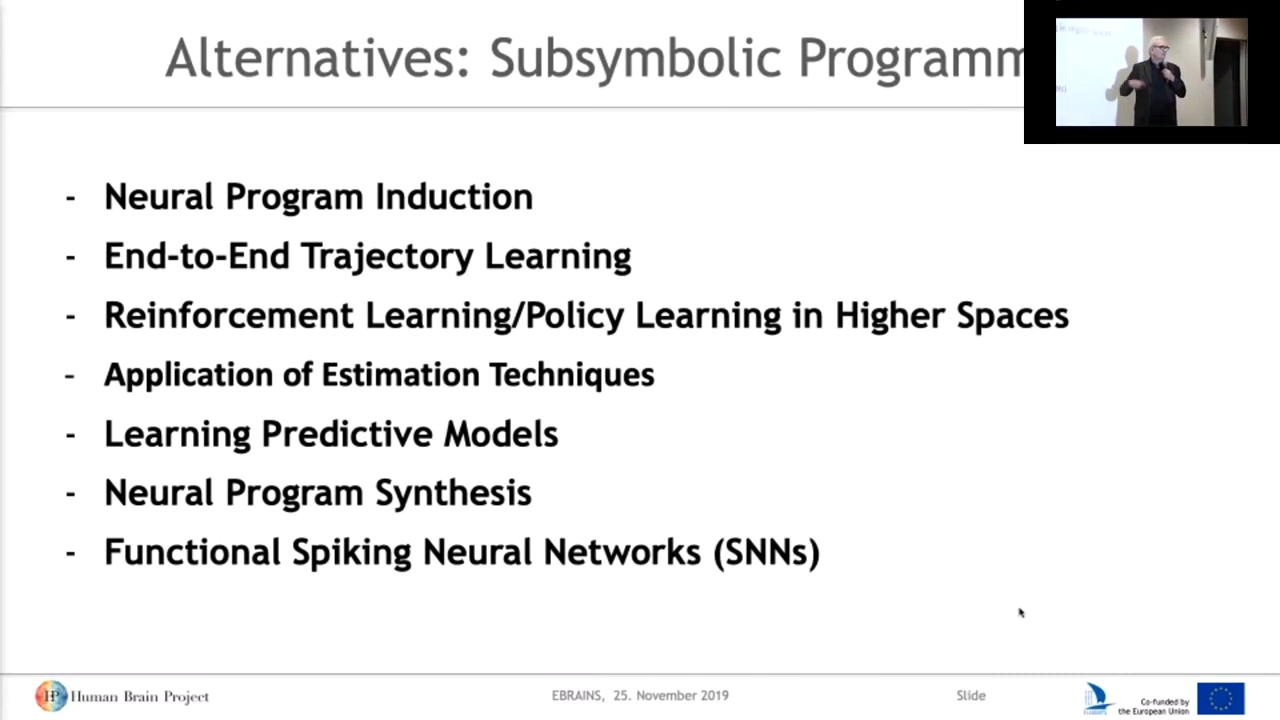 Alternatives: Subsymbolic Programm
- Neural Program Induction
- End-to-End Trajectory Learning
- Reinforcement Learning/Policy Learning in Higher Spaces
- Application of Estimation Techniques
- Learning Predictive Models
- Neural Program Synthesis
- Functional Spiking Neural Networks (SNNs)
HP Human Brain Project
EBRAINS, 25. November 2019
Slide
Co-funded by
the European Union